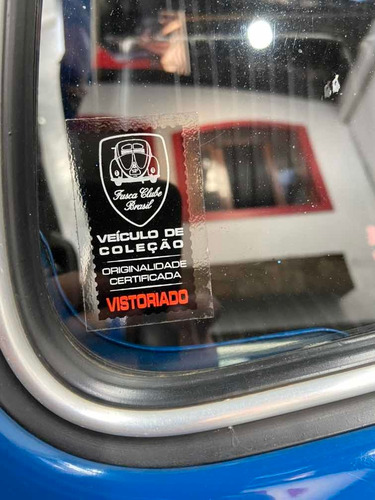 Fusca Clube
Brasil
VEÍCULO DE
COLEÇÃO
ORIGINALIDADE
CERTIFICADA
VISTORIADO